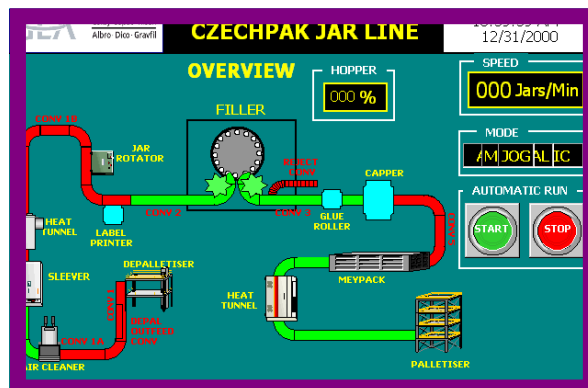 GEA
Albro·Dico·Gravfil
CZECHPAK JAR LINE
12/31/2000
OVERVIEW
HOPPER
000 %
SPEED
000 Jars/Min
FILLER
MODE
CONV 1B
JAR ROTATOR
REJECT CONV
CAPPER
AUTOMATIC RUN
START
STOP
CONV 2
CONV 3
LABEL PRINTER
GLUE ROLLER
HEAT TUNNEL
SLEEVER
DEPALLETISER
CONV 1
DEPAL OUTFEED CONV
CONV 1A
AIR CLEANER
HEAT TUNNEL
MEYPACK
PALLETISER